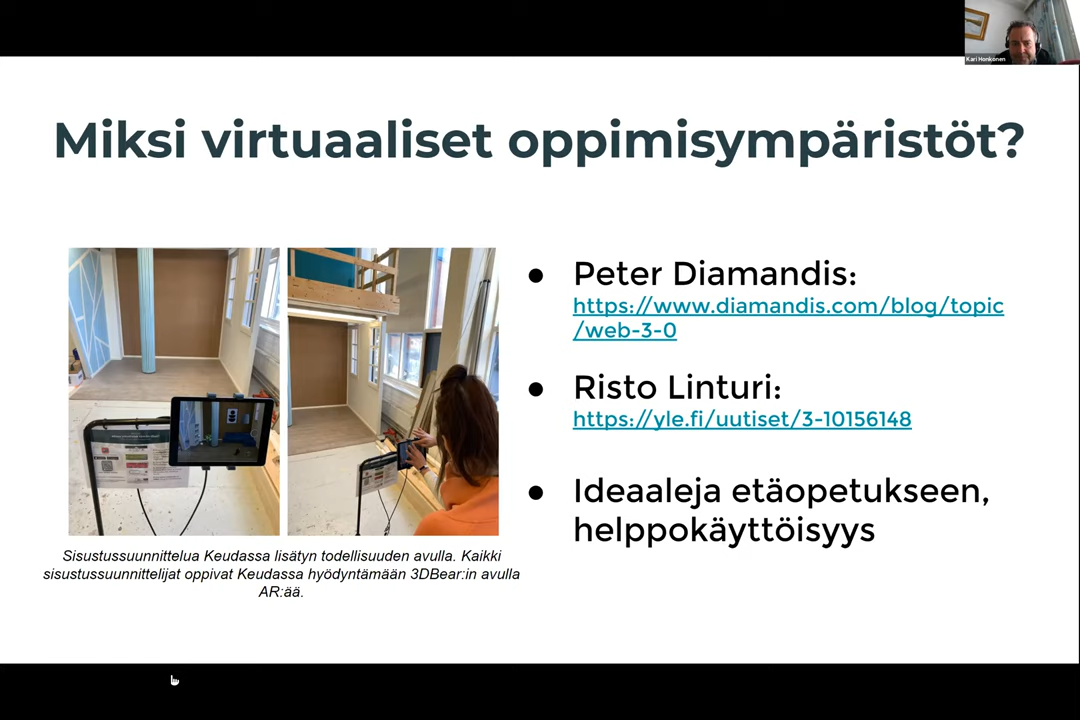 Kari Honkonen
Miksi virtuaaliset oppimisympäristöt?
● Peter Diamandis:
https://www.diamandis.com/blog/topic
/web-3-0
● Risto Linturi:
https://yle.fi/uutiset/3-10156148
● Ideaaleja etäopetukseen,
helppokäyttöisyys
Sisustussuunnittelua Keudassa lisätyn todellisuuden avulla. Kaikki
sisustussuunnittelijat oppivat Keudassa hyödyntämään 3DBear:in avulla
AR:ää.